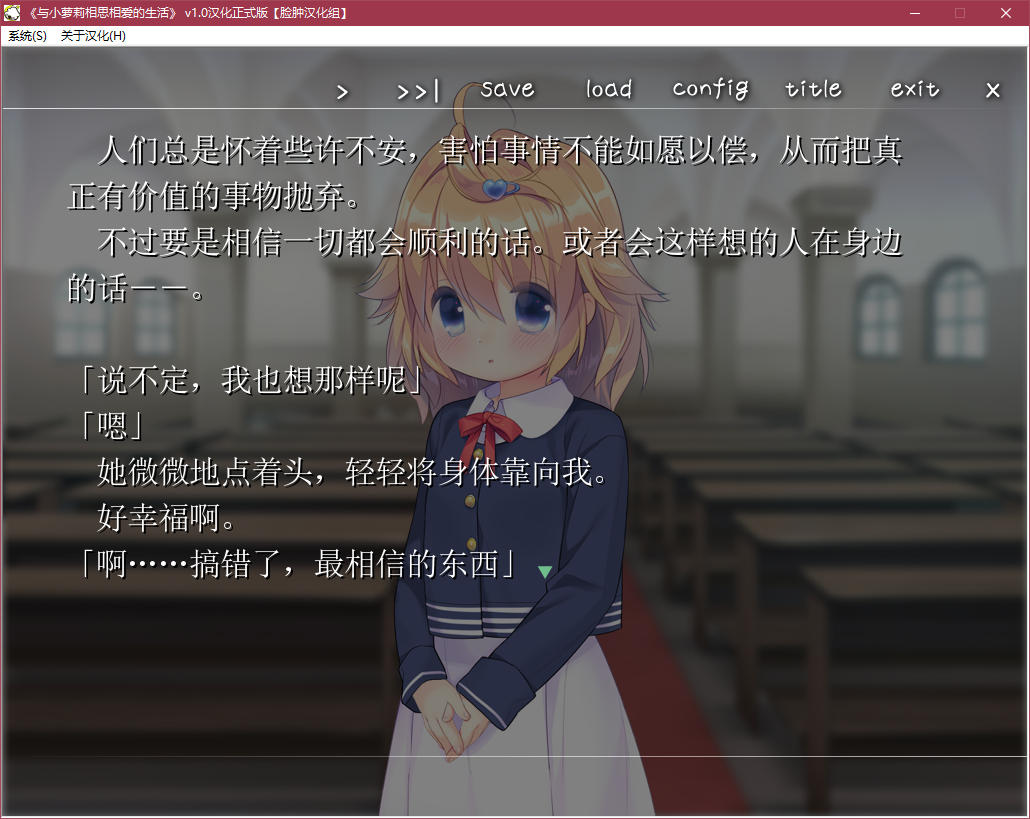 《与小萝莉相思相爱的生活》 v1.0汉化正式版【脸肿汉化组】
系统(S) 关于汉化(H)
> >>| save load config title exit x
人们总是怀着些许不安，害怕事情不能如愿以偿，从而把真
正有价值的事物抛弃。
不过要是相信一切都会顺利的话。或者会这样想的人在身边
的话——。
「说不定，我也想那样呢」
「嗯」
她微微地点着头，轻轻将身体靠向我。
好幸福啊。
「啊……搞错了，最相信的东西」